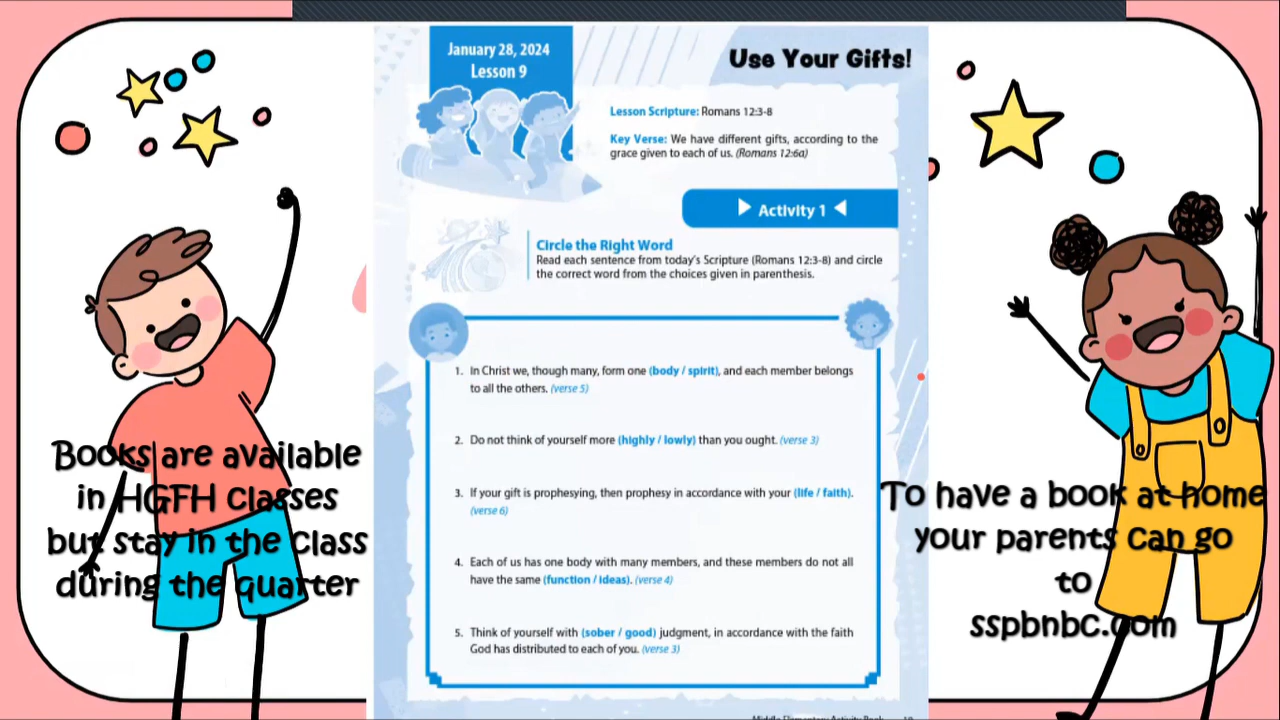 January 28, 2024
Lesson 9
Use Your Gifts!
Lesson Scripture: Romans 12:3-8
Key Verse: We have different gifts, according to the
grace given to each of us. (Romans 12:6a)
Activity 1
Circle the Right Word
Read each sentence from today's Scripture (Romans 12:3-8) and circle
the correct word from the choices given in parenthesis.
1. In Christ we, though many, form one (body / spirit), and each member belongs
to all the others. (verse 5)
2. Do not think of yourself more (highly / lowly) than you ought. (verse 3)
3. If your gift is prophesying, then prophesy in accordance with your (life / faith).
(verse 6)
4. Each of us has one body with many members, and these members do not all
have the same (function / ideas). (verse 4)
5. Think of yourself with (sober / good) judgment, in accordance with the faith
God has distributed to each of you. (verse 3)
Middle Elementary Activity Book
Books are available
in HGFH classes
but stay in the class
during the quarter
To have a book at home
your parents can go
to
sspbnbc.com